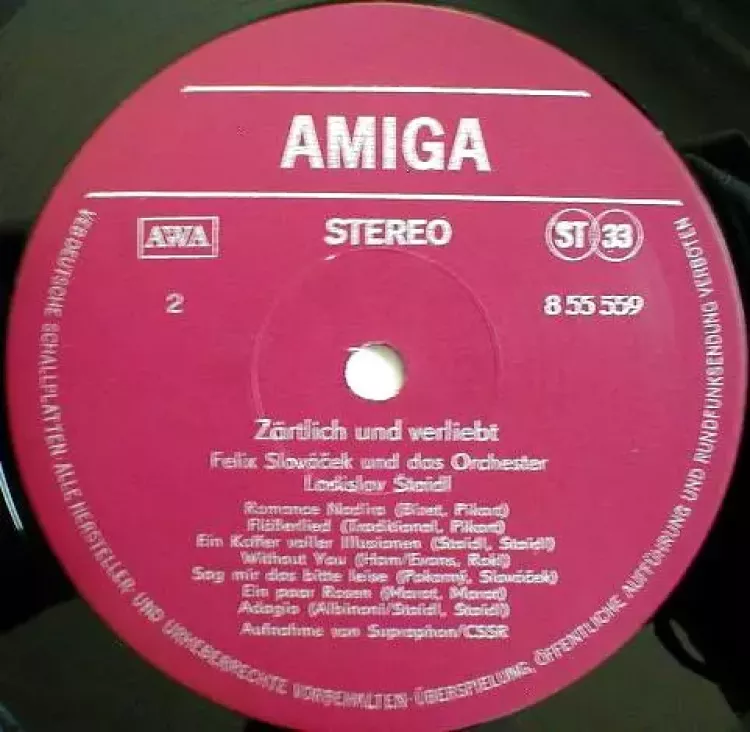 AMIGA
AWA
STEREO
ST 33
2
8 55 559
Zärtlich und verliebt
Felix Slováček und das Orchester
Ladislav Staidl
Romance Nadira (Bizet, Pikart)
Flößerlied (Traditional, Pikart)
Ein Koffer voller Illusionen (Staidl, Staidl)
Without You (Ham/Evans, Rokl)
Sag mir das bitte leise (Pokorný, Slováček)
Ein paar Rosen (Marat, Marat)
Adagio (Albinoni/Staidl, Staidl)
Aufnahme von Supraphon/CSSR
VEB DEUTSCHE SCHALLPLATTEN · ALLE HERSTELLER- UND URHEBERRECHTE VORBEHALTEN · ÜBERSPIELUNG, ÖFFENTLICHE AUFFÜHRUNG UND RUNDFUNKSENDUNG VERBOTEN